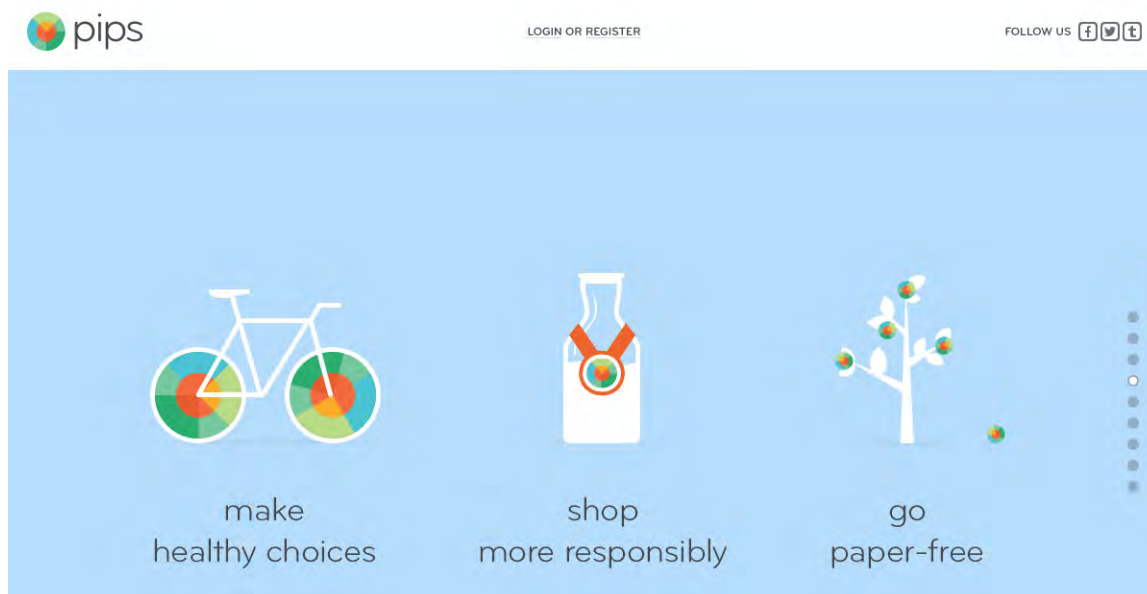 pips
LOGIN OR REGISTER
FOLLOW US
make
healthy choices
shop
more responsibly
go
paper-free